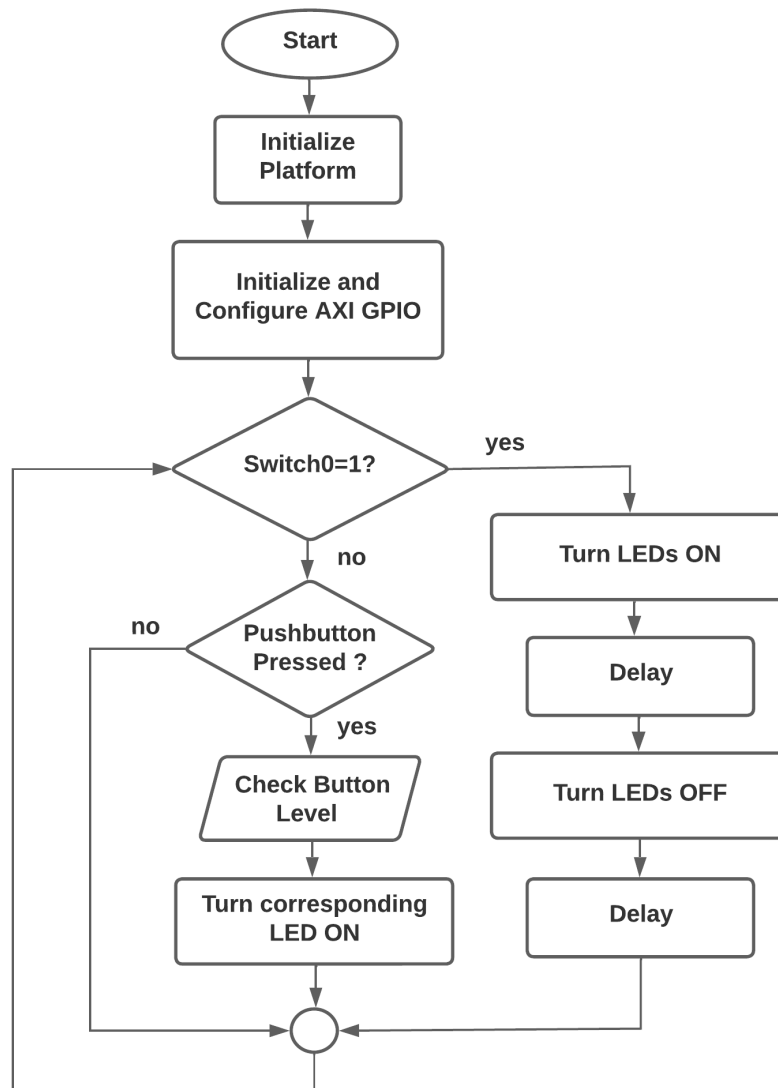 Start
Initialize
Platform
Initialize and
Configure AXI GPIO
Switch0=1?
yes
no
Turn LEDs ON
no
Pushbutton
Pressed ?
Delay
yes
Check Button
Level
Turn LEDs OFF
Turn corresponding
LED ON
Delay